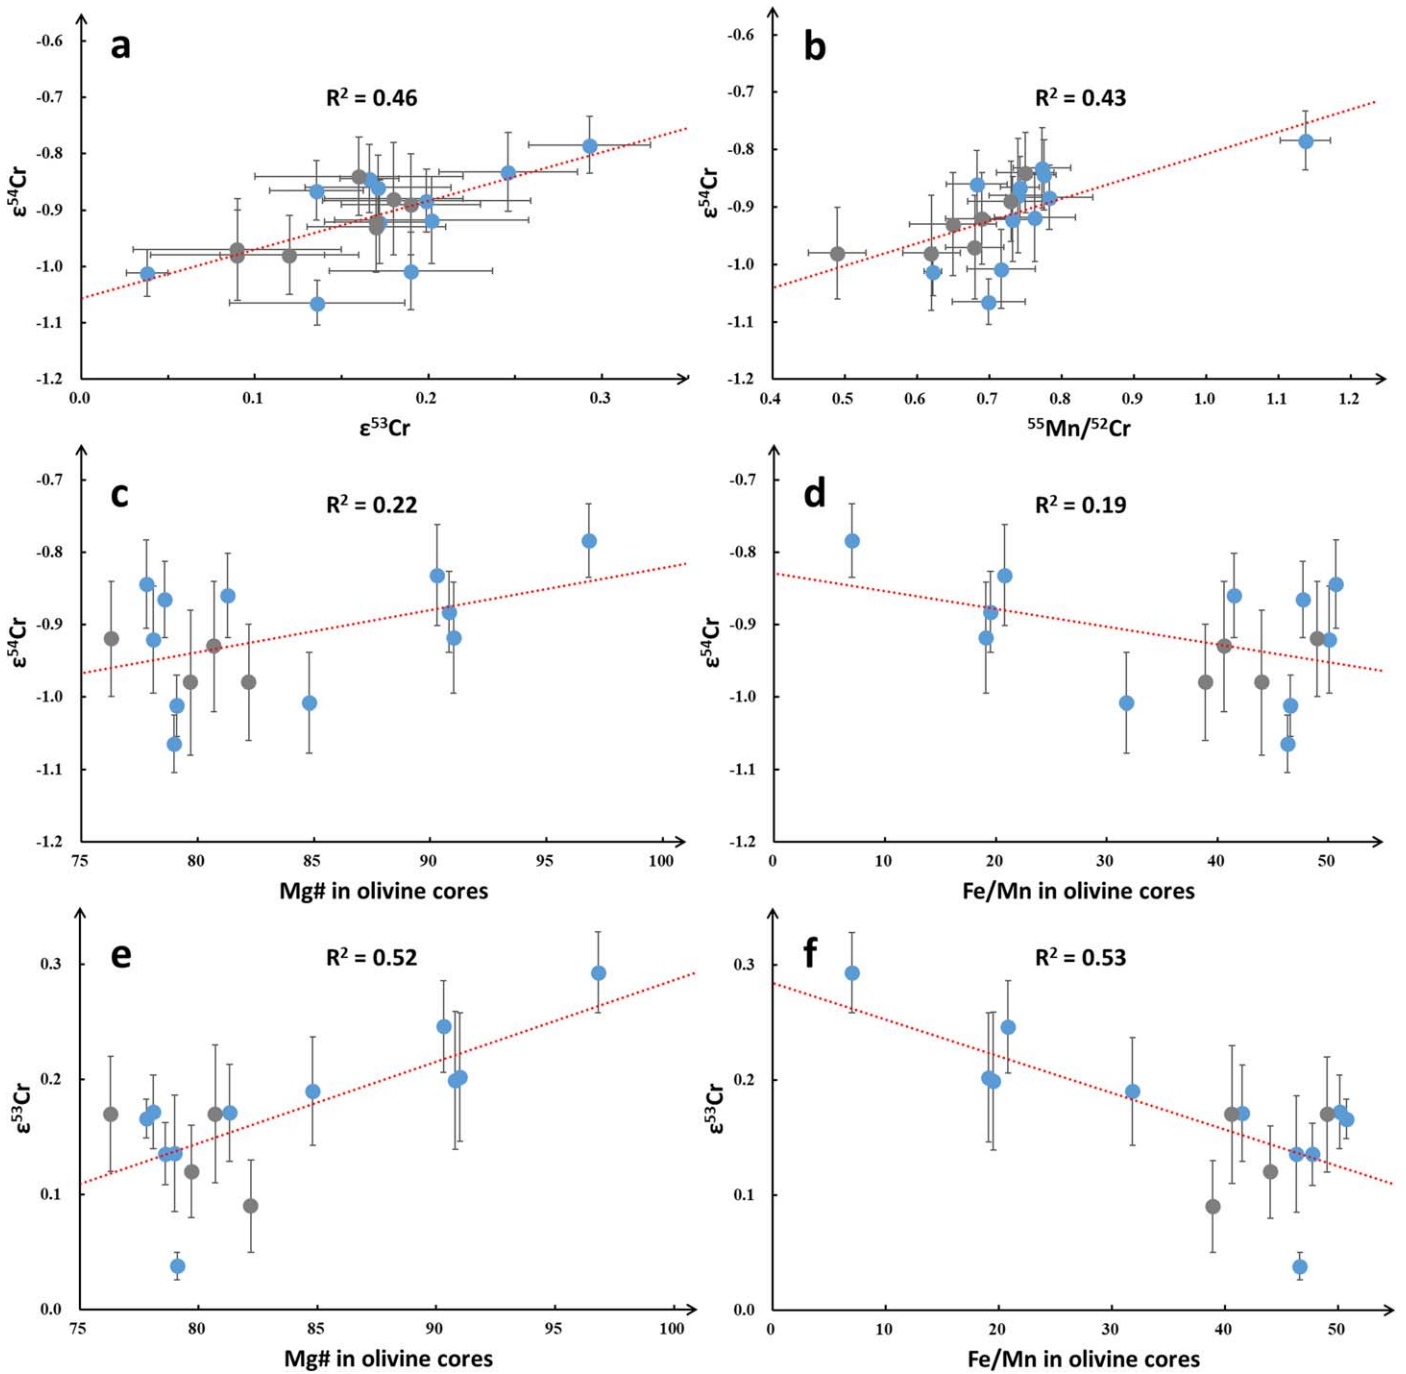 a
R² = 0.46
ε⁵⁴Cr
-0.6
-0.7
-0.8
-0.9
-1.0
-1.1
-1.2
0.0 0.1 0.2 0.3
ε⁵³Cr
b
R² = 0.43
ε⁵⁴Cr
-0.6
-0.7
-0.8
-0.9
-1.0
-1.1
-1.2
0.4 0.5 0.6 0.7 0.8 0.9 1.0 1.1 1.2
⁵⁵Mn/⁵²Cr
c
R² = 0.22
ε⁵⁴Cr
-0.7
-0.8
-0.9
-1.0
-1.1
-1.2
75 80 85 90 95 100
Mg# in olivine cores
d
R² = 0.19
ε⁵⁴Cr
-0.7
-0.8
-0.9
-1.0
-1.1
-1.2
0 10 20 30 40 50
Fe/Mn in olivine cores
e
R² = 0.52
ε⁵³Cr
0.3
0.2
0.1
0.0
75 80 85 90 95 100
Mg# in olivine cores
f
R² = 0.53
ε⁵³Cr
0.3
0.2
0.1
0.0
0 10 20 30 40 50
Fe/Mn in olivine cores